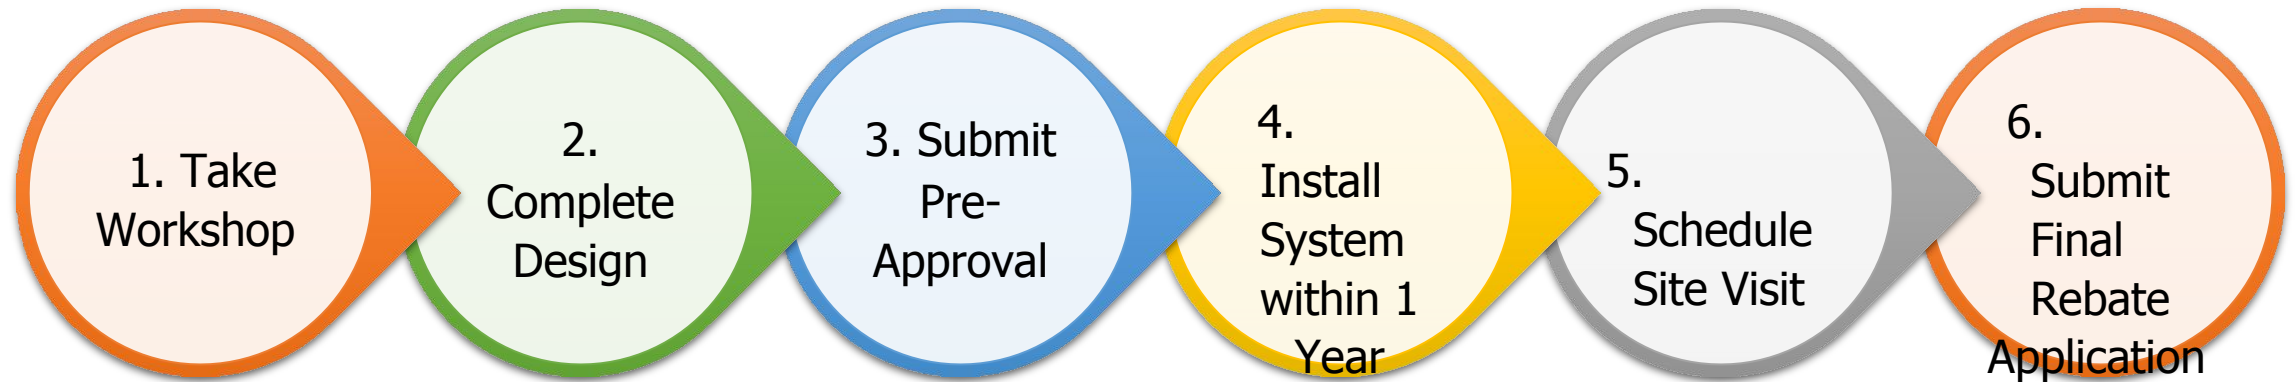 1. Take
Workshop
2.
Complete
Design
3. Submit
Pre-
Approval
4.
Install
System
within 1
Year
5.
Schedule
Site Visit
6.
Submit
Final
Rebate
Application